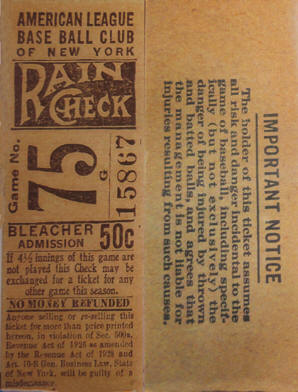 AMERICAN LEAGUE
BASE BALL CLUB
OF NEW YORK
RAIN
CHECK
Game No.
75
G
15867
BLEACHER
ADMISSION 50c
If 4½ innings of this game are
not played this Check may be
exchanged for a ticket for any
other game this season.
NO MONEY REFUNDED
Anyone selling or re-selling this
ticket for more than price printed
hereon, in violation of Sec. 500a,
Revenue Act of 1926 as amended
by the Revenue Act of 1928 and
Art. 10-B Gen. Business Law, State
of New York, will be guilty of a
misdemeanor.
IMPORTANT NOTICE
The holder of this ticket assumes
all risk and danger incidental to the
game of baseball including specif-
ically (but not exclusively) the
danger of being injured by thrown
and batted balls, and agrees that
the management is not liable for
injuries resulting from such causes.